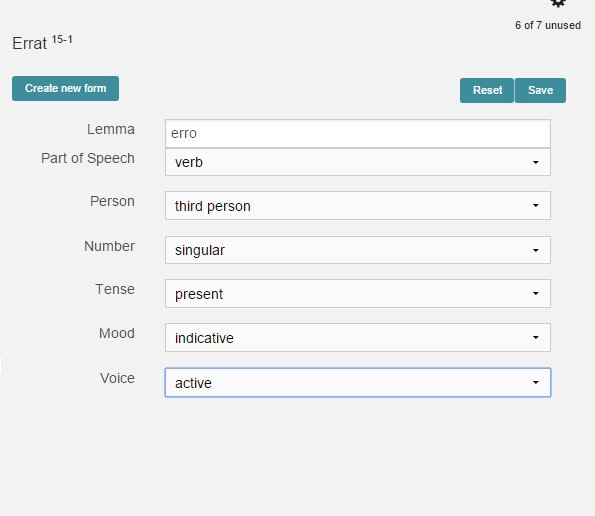 6 of 7 unused
Errat 15-1
Create new form
Reset Save
Lemma erro
Part of Speech verb
Person third person
Number singular
Tense present
Mood indicative
Voice active